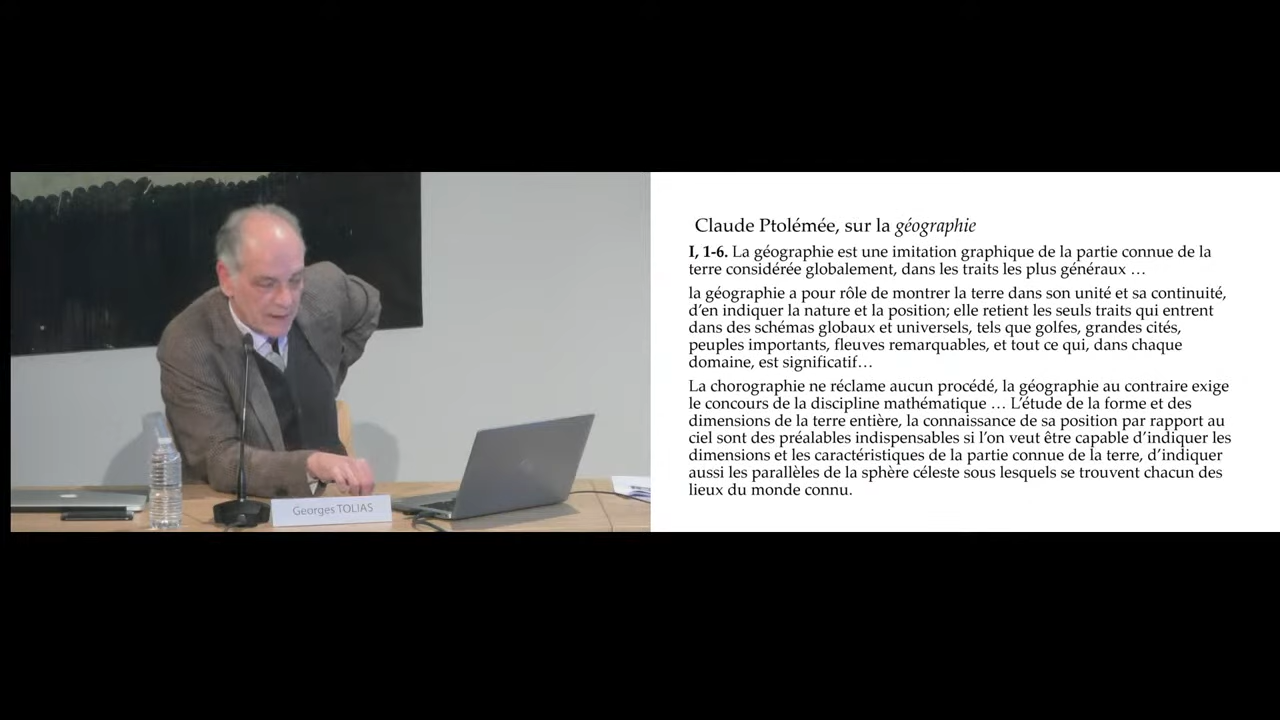 Georges TOLIAS
Claude Ptolémée, sur la géographie
I, 1-6. La géographie est une imitation graphique de la partie connue de la
terre considérée globalement, dans les traits les plus généraux …
la géographie a pour rôle de montrer la terre dans son unité et sa continuité,
d’en indiquer la nature et la position; elle retient les seuls traits qui entrent
dans des schémas globaux et universels, tels que golfes, grandes cités,
peuples importants, fleuves remarquables, et tout ce qui, dans chaque
domaine, est significatif…
La chorographie ne réclame aucun procédé, la géographie au contraire exige
le concours de la discipline mathématique … L’étude de la forme et des
dimensions de la terre entière, la connaissance de sa position par rapport au
ciel sont des préalables indispensables si l’on veut être capable d’indiquer les
dimensions et les caractéristiques de la partie connue de la terre, d’indiquer
aussi les parallèles de la sphère céleste sous lesquels se trouvent chacun des
lieux du monde connu.